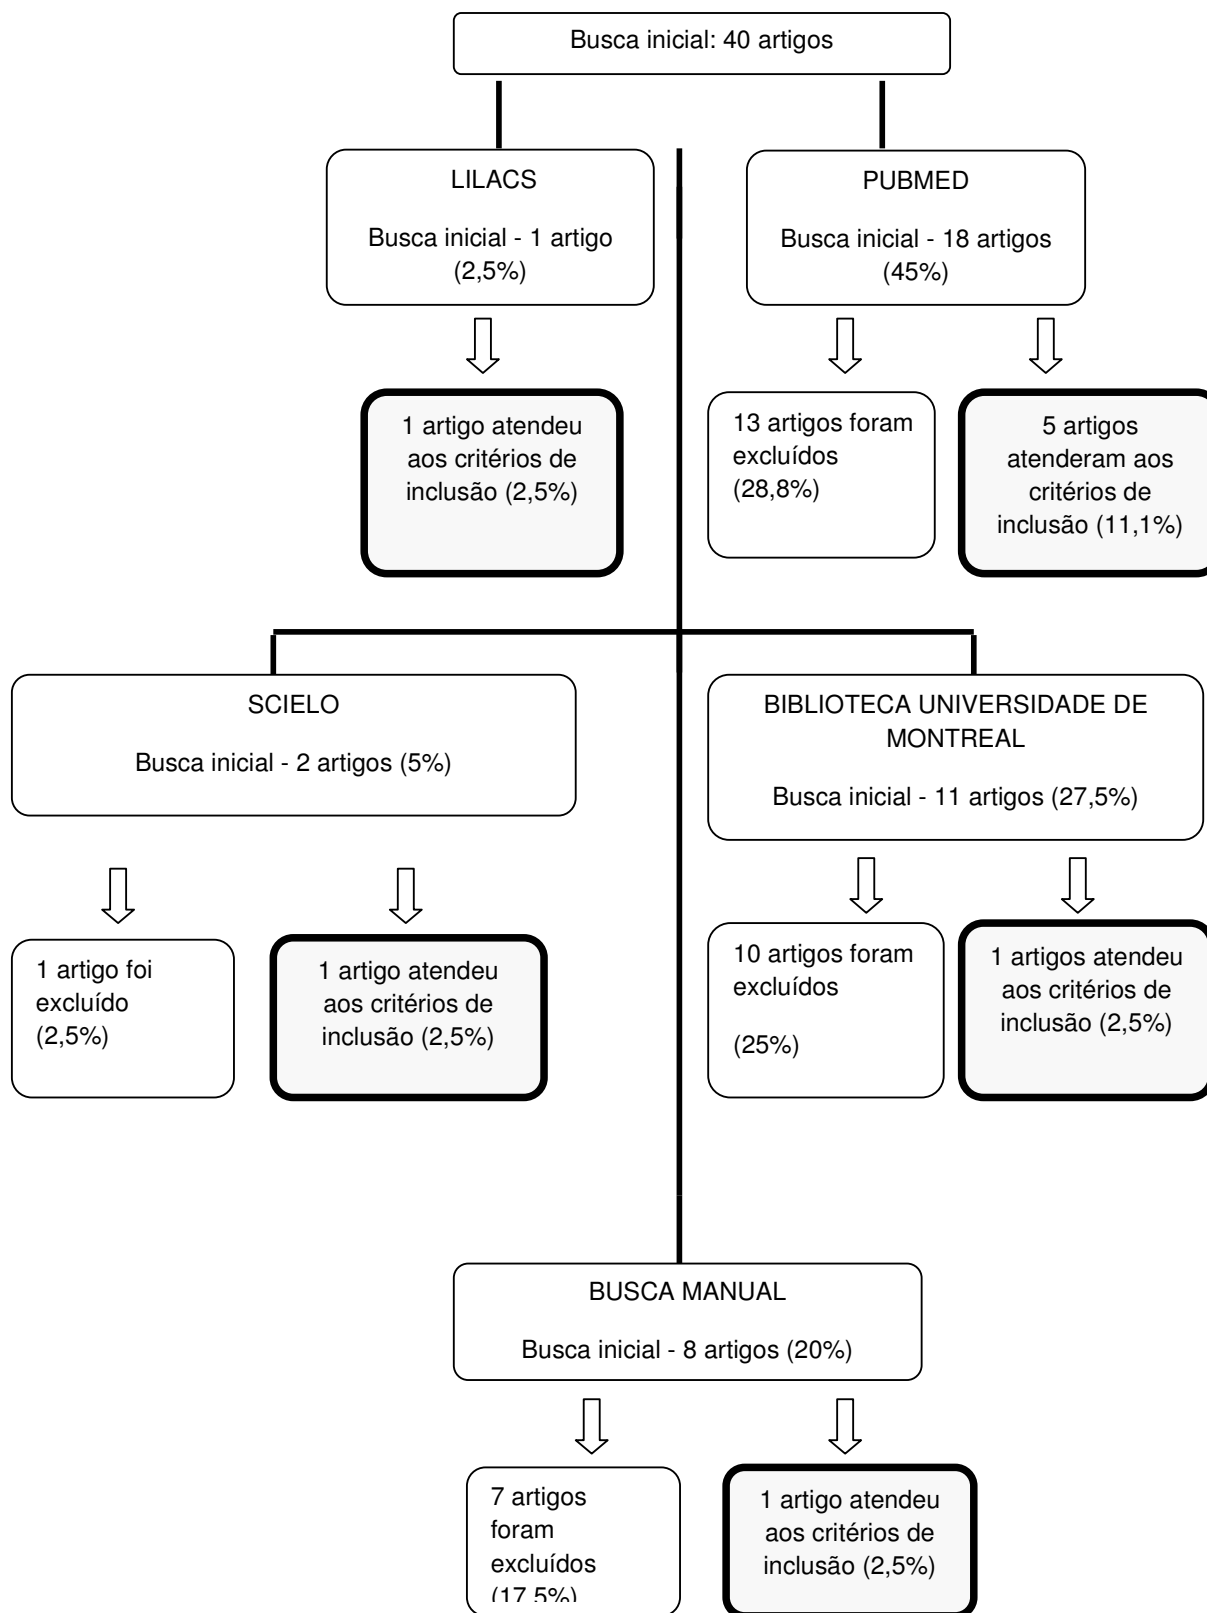 Busca inicial: 40 artigos
LILACS
Busca inicial - 1 artigo
(2,5%)
PUBMED
Busca inicial - 18 artigos
(45%)
1 artigo atendeu
aos critérios de
inclusão (2,5%)
13 artigos foram
excluídos
(28,8%)
5 artigos
atenderam aos
critérios de
inclusão (11,1%)
SCIELO
Busca inicial - 2 artigos (5%)
BIBLIOTECA UNIVERSIDADE DE
MONTREAL
Busca inicial - 11 artigos (27,5%)
1 artigo foi
excluído
(2,5%)
1 artigo atendeu
aos critérios de
inclusão (2,5%)
10 artigos foram
excluídos
(25%)
1 artigos atendeu
aos critérios de
inclusão (2,5%)
BUSCA MANUAL
Busca inicial - 8 artigos (20%)
7 artigos
foram
excluídos
(17,5%)
1 artigo atendeu
aos critérios de
inclusão (2,5%)